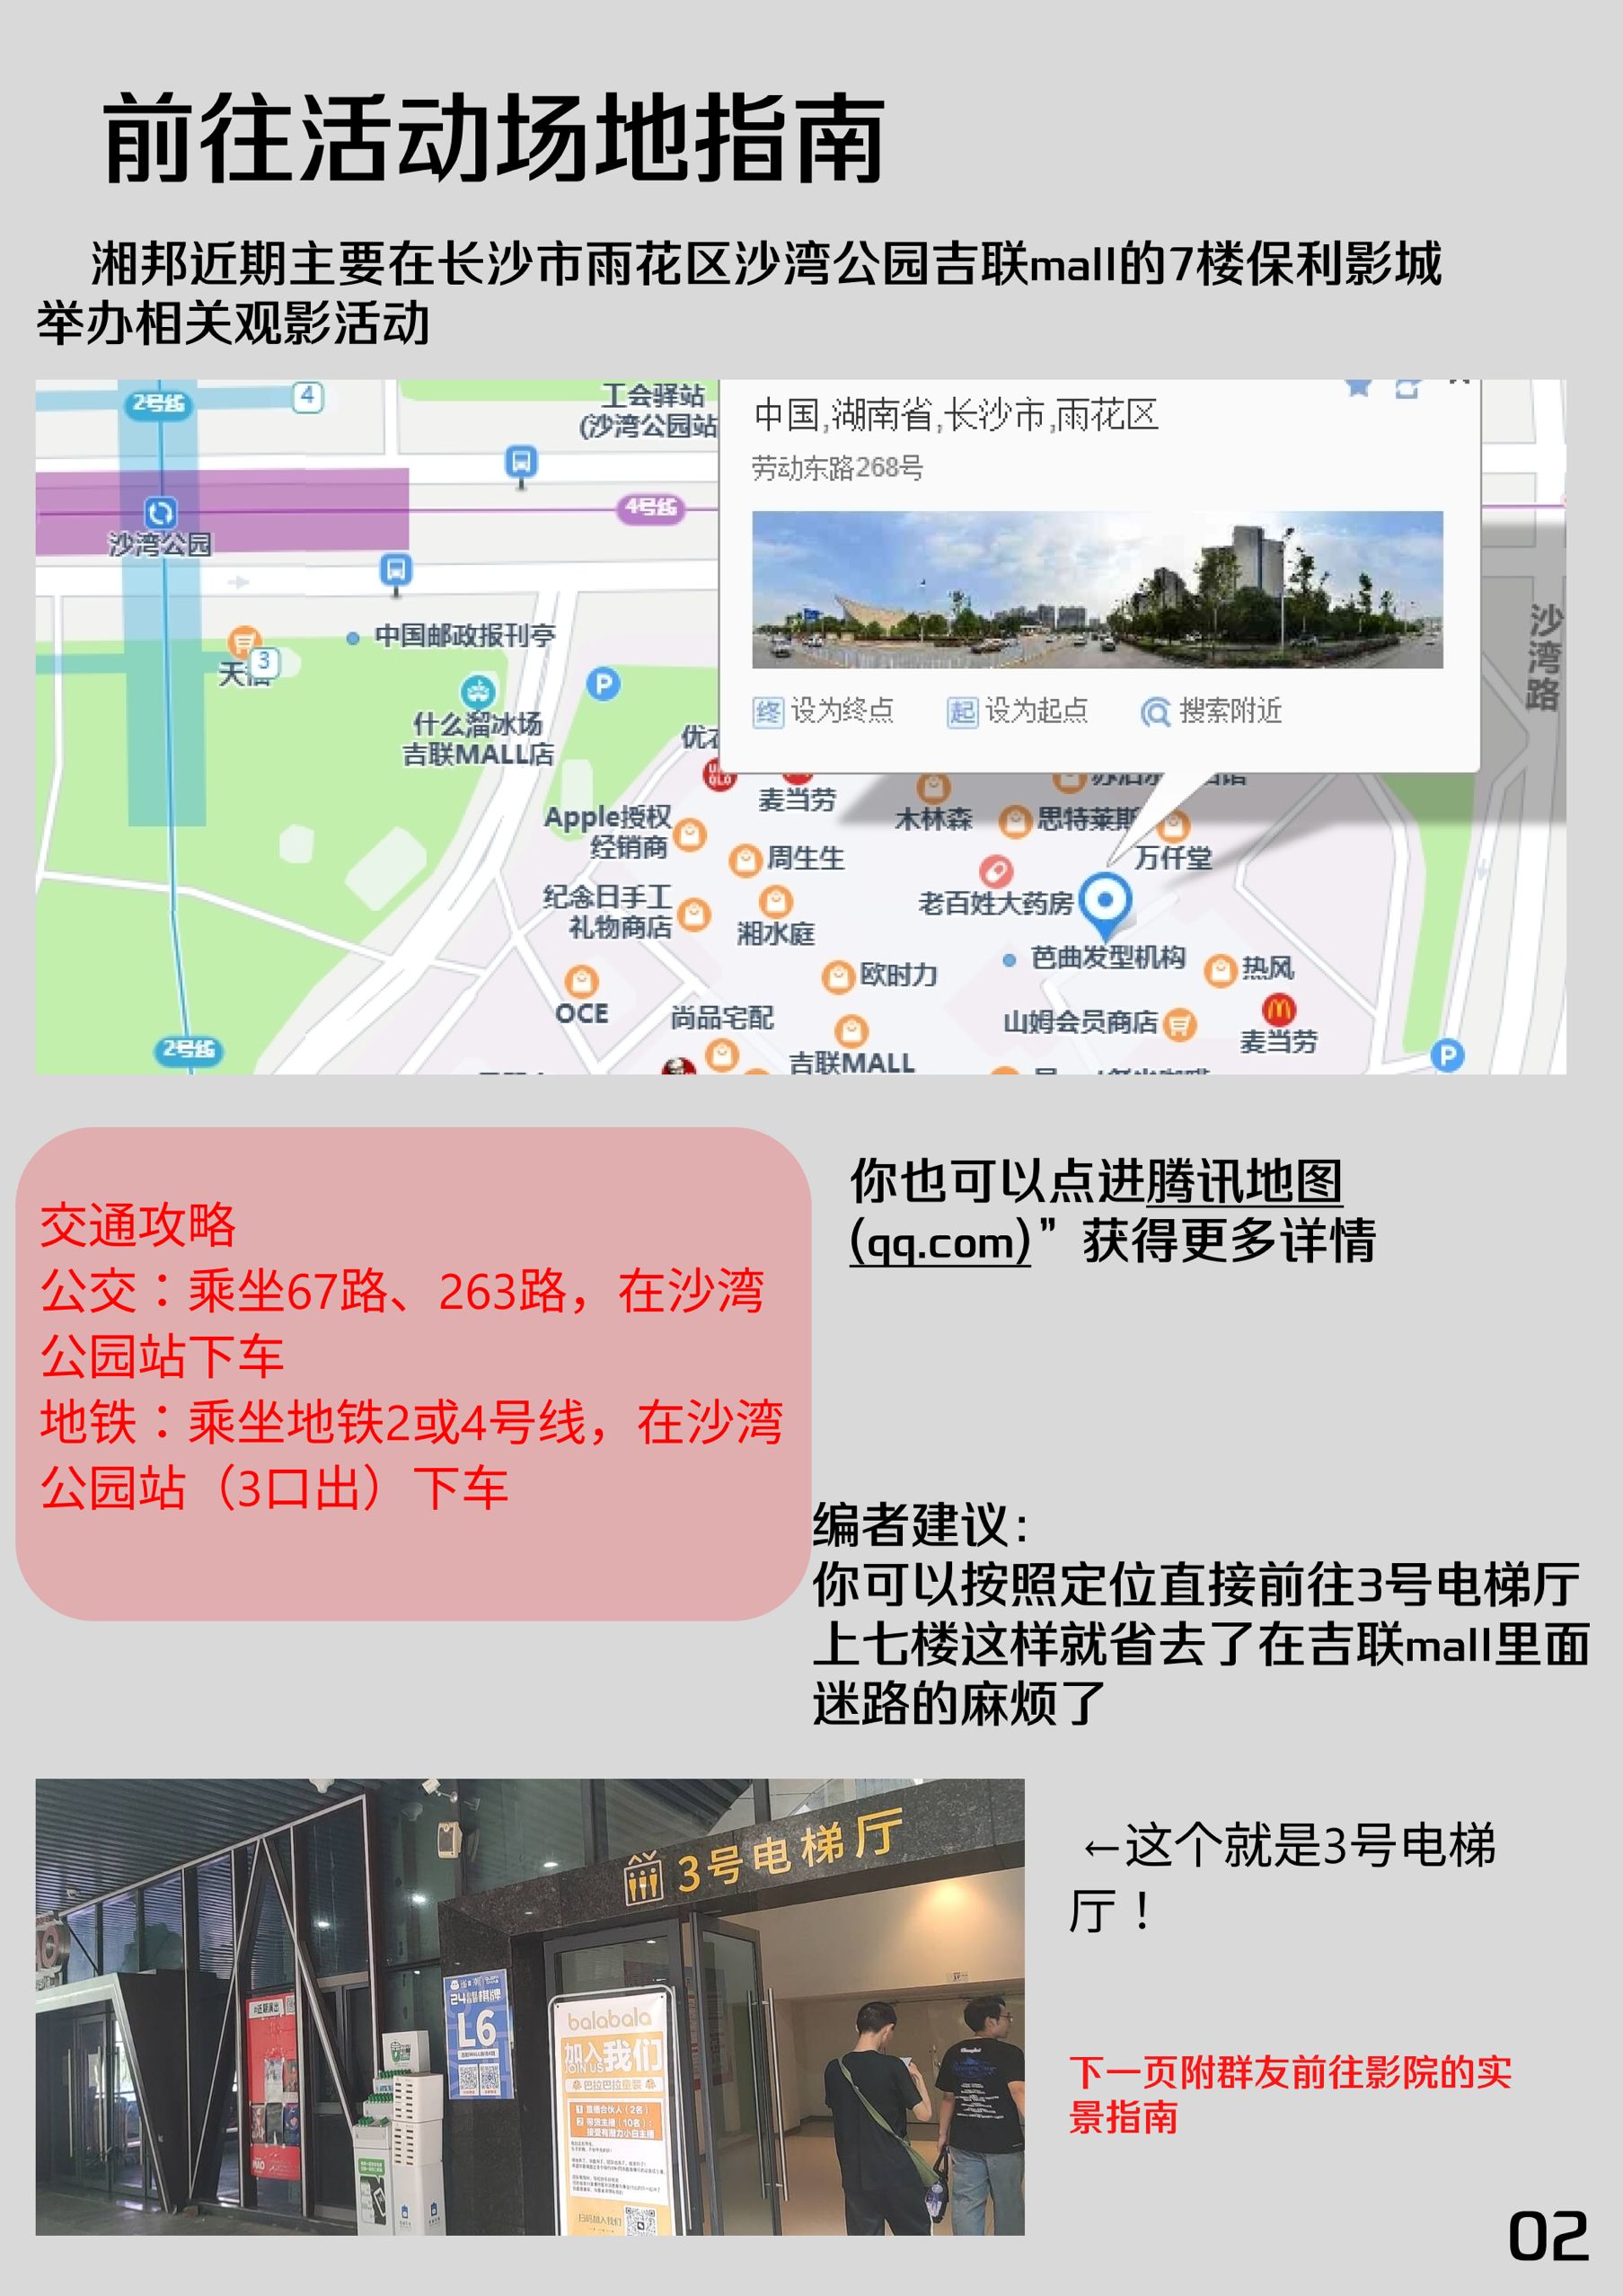 前往活动场地指南
湘邦近期主要在长沙市雨花区沙湾公园吉联mall的7楼保利影城
举办相关观影活动
2号线
4
工会驿站
(沙湾公园站
中国,湖南省,长沙市,雨花区
劳动东路268号
4号线
沙湾公园
沙湾路
中国邮政报刊亭
3
P
设为终点
设为起点
搜索附近
终
起
什么溜冰场
吉联MALL店
麦当劳
木林森
思特莱斯
万仟堂
Apple授权
经销商
周生生
纪念日手工
礼物商店
湘水庭
老百姓大药房
芭曲发型机构
热风
欧时力
OCE
尚品宅配
山姆会员商店
麦当劳
吉联MALL
2号线
P
交通攻略
公交：乘坐67路、263路，在沙湾
公园站下车
地铁：乘坐地铁2或4号线，在沙湾
公园站（3口出）下车
你也可以点进腾讯地图
(qq.com)”获得更多详情
编者建议：
你可以按照定位直接前往3号电梯厅
上七楼这样就省去了在吉联mall里面
迷路的麻烦了
3号电梯厅
L6
balabala
加入我们
JOIN US
巴拉巴拉童装
←这个就是3号电梯
厅！
下一页附群友前往影院的实
景指南
02